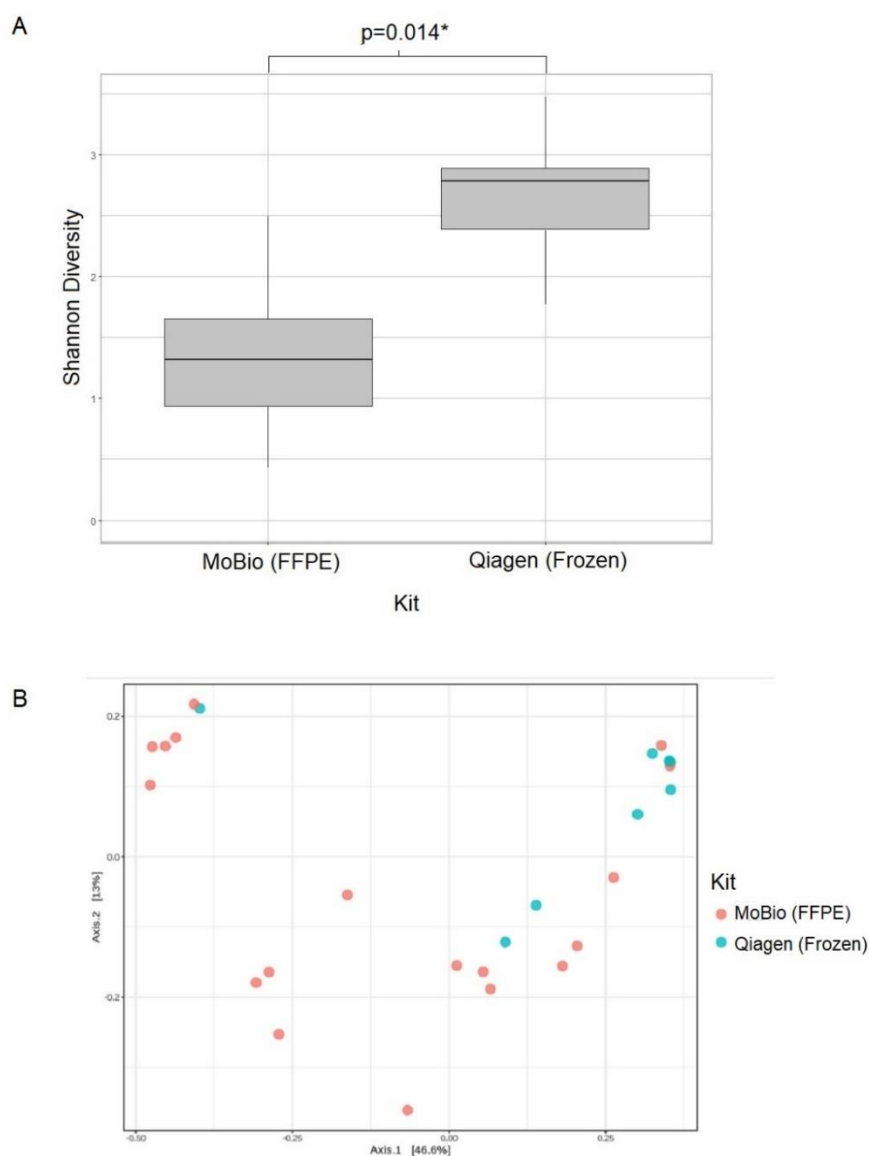 A
p=0.014*
3
2
1
0
Shannon Diversity
MoBio (FFPE) Qiagen (Frozen)
Kit
B
0.2
0.0
-0.2
Axis.2 [13%]
-0.50 -0.25 0.00 0.25
Axis.1 [46.6%]
Kit
MoBio (FFPE)
Qiagen (Frozen)